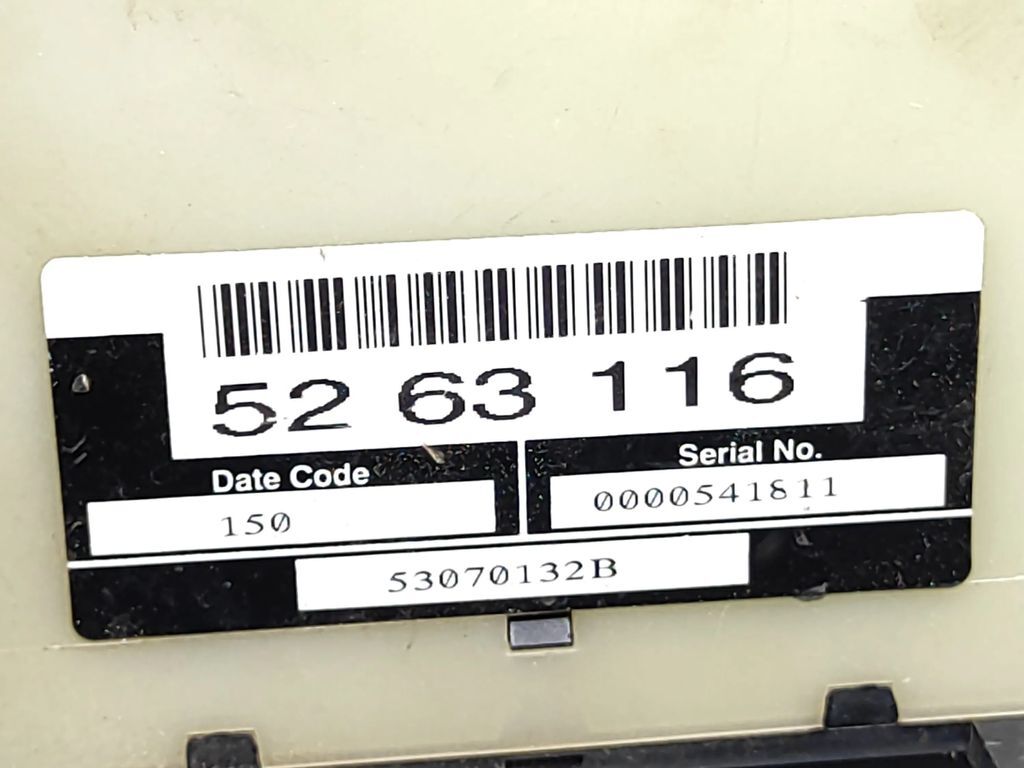 52 63 116
Date Code
Serial No.
150
0000541811
53070132B